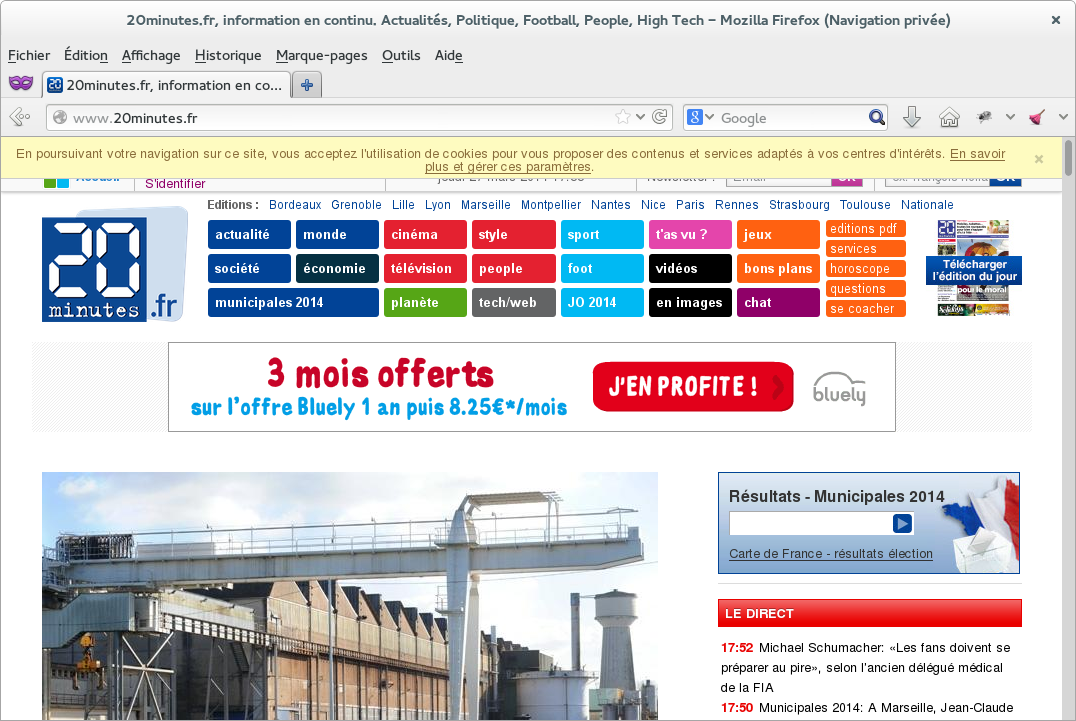 20minutes.fr, information en continu. Actualités, Politique, Football, People, High Tech – Mozilla Firefox (Navigation privée)
Fichier Édition Affichage Historique Marque-pages Outils Aide
20 20minutes.fr, information en co...
www.20minutes.fr 8 Google
En poursuivant votre navigation sur ce site, vous acceptez l'utilisation de cookies pour vous proposer des contenus et services adaptés à vos centres d'intérêts. En savoir
plus et gérer ces paramètres.
S'identifier
Editions : Bordeaux Grenoble Lille Lyon Marseille Montpellier Nantes Nice Paris Rennes Strasbourg Toulouse Nationale
20 minutes .fr
actualité monde cinéma style sport t'as vu ? jeux editions pdf
services
société économie télévision people foot vidéos bons plans horoscope
questions
municipales 2014 planète tech/web JO 2014 en images chat se coacher
20
Télécharger
l'édition du jour
pour le moral
3 mois offerts
sur l'offre Bluely 1 an puis 8.25€*/mois
J'EN PROFITE !
bluely
Résultats - Municipales 2014
Carte de France - résultats élection
LE DIRECT
17:52 Michael Schumacher: «Les fans doivent se
préparer au pire», selon l'ancien délégué médical
de la FIA
17:50 Municipales 2014: A Marseille, Jean-Claude